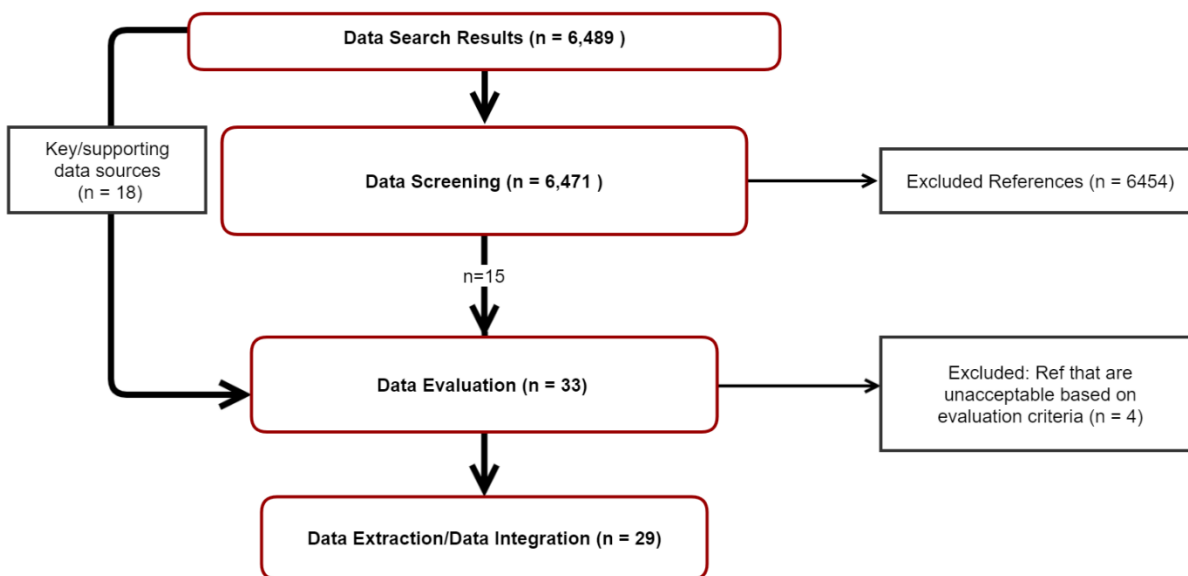 Data Search Results (n = 6,489 )
Key/supporting
data sources
(n = 18)
Data Screening (n = 6,471 )
Excluded References (n = 6454)
n=15
Data Evaluation (n = 33)
Excluded: Ref that are
unacceptable based on
evaluation criteria (n = 4)
Data Extraction/Data Integration (n = 29)